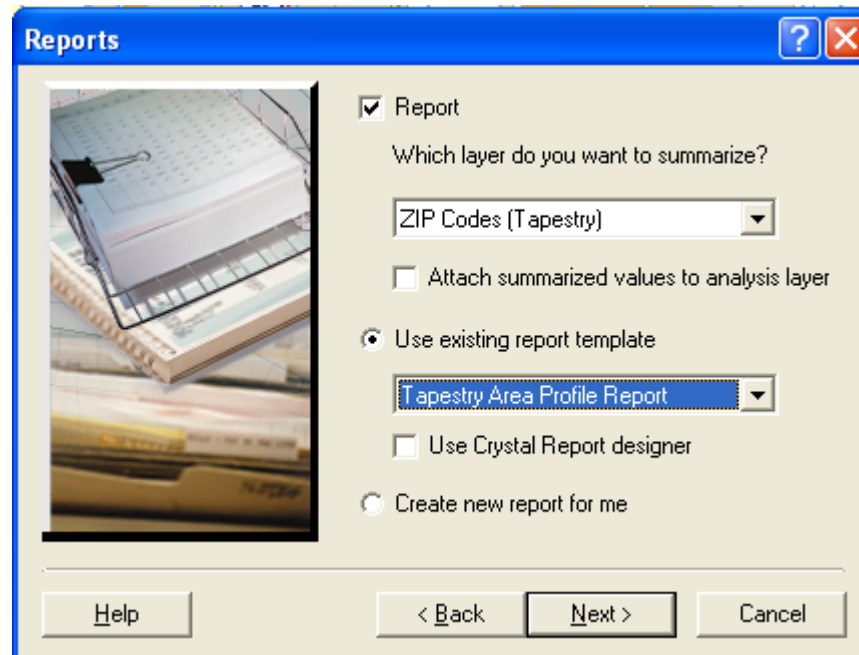 Reports
Report
Which layer do you want to summarize?
ZIP Codes (Tapestry)
Attach summarized values to analysis layer
Use existing report template
Tapestry Area Profile Report
Use Crystal Report designer
Create new report for me
Help
< Back
Next >
Cancel